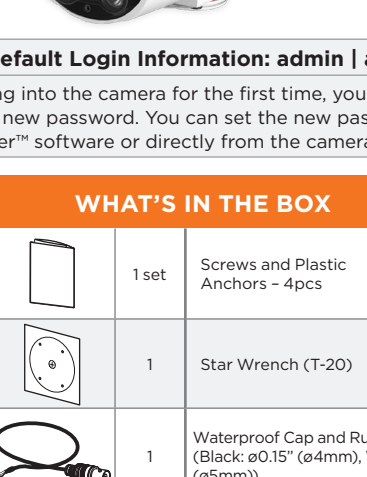 efault Login Information: admin |
ng into the camera for the first time, you
new password. You can set the new pas
er™ software or directly from the camera
WHAT'S IN THE BOX
1 set
Screws and Plastic
Anchors – 4pcs
1
Star Wrench (T-20)
1
Waterproof Cap and Ru
(Black: ø0.15” (ø4mm),
(ø5mm))